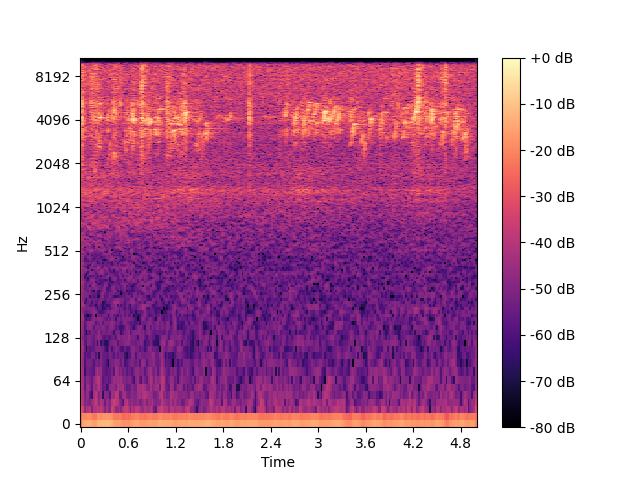 Hz
8192
4096
2048
1024
512
256
128
64
0
0 0.6 1.2 1.8 2.4 3 3.6 4.2 4.8
Time
+0 dB
-10 dB
-20 dB
-30 dB
-40 dB
-50 dB
-60 dB
-70 dB
-80 dB